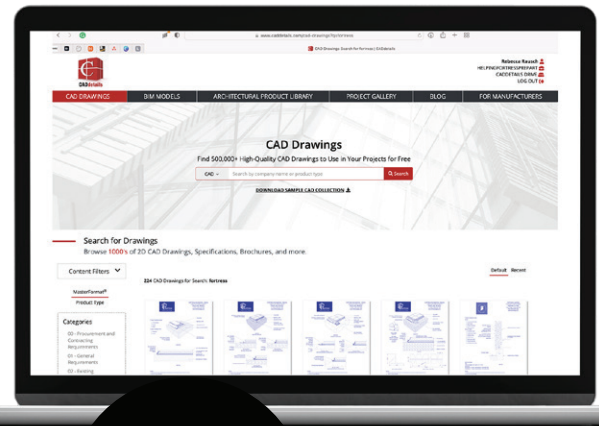 www.caddetails.com/cad-drawings?q=fortress
CAD Drawings Search for fortress | CADdetails
Rebecca Rausch
CADDETAILS DRIVE
LOG OUT
CADdetails
CAD DRAWINGS
BIM MODELS
ARCHITECTURAL PRODUCT LIBRARY
PROJECT GALLERY
BLOG
FOR MANUFACTURERS
CAD Drawings
Find 500,000+ High-Quality CAD Drawings to Use in Your Projects for Free
CAD
Search by company name or product type
Search
DOWNLOAD SAMPLE CAD COLLECTION
Search for Drawings
Browse 1000's of 2D CAD Drawings, Specifications, Brochures, and more.
Content Filters
Default Recent
224 CAD Drawings for Search: fortress
MasterFormat®
Product Type
Categories
00 - Procurement and
Contracting
Requirements
01 - General
Requirements
02 - Existing